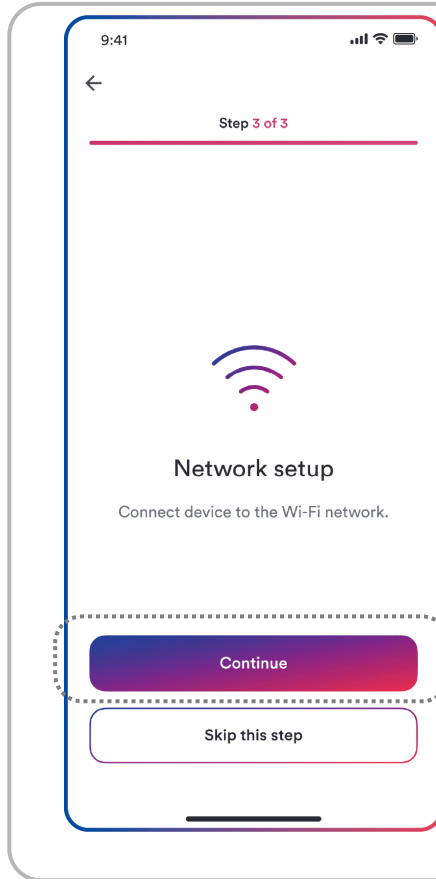 9:41
Step 3 of 3
Network setup
Connect device to the Wi-Fi network.
Continue
Skip this step